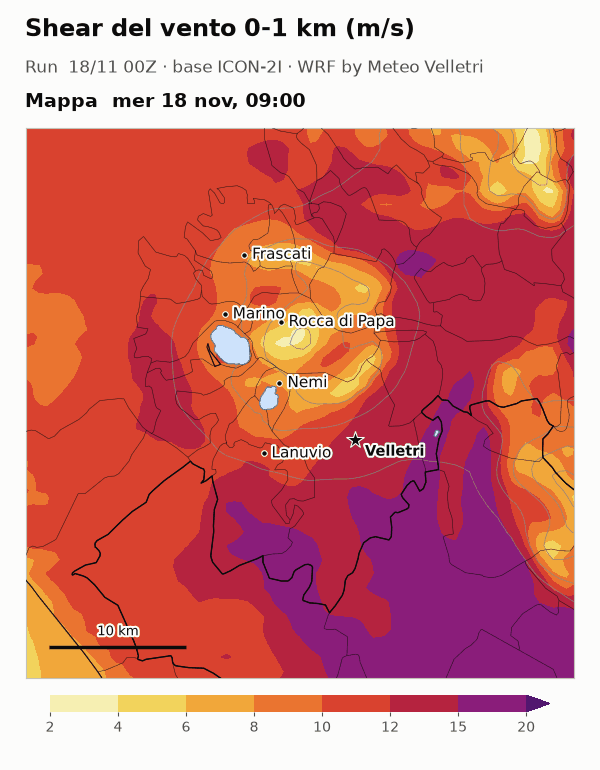 Shear del vento 0-1 km (m/s)
Run  18/11 00Z · base ICON-2I · WRF by Meteo Velletri
Mappa  mer 18 nov, 09:00
Frascati
Marino
Rocca di Papa
Nemi
Velletri
Lanuvio
10 km
2 4 6 8 10 12 15 20